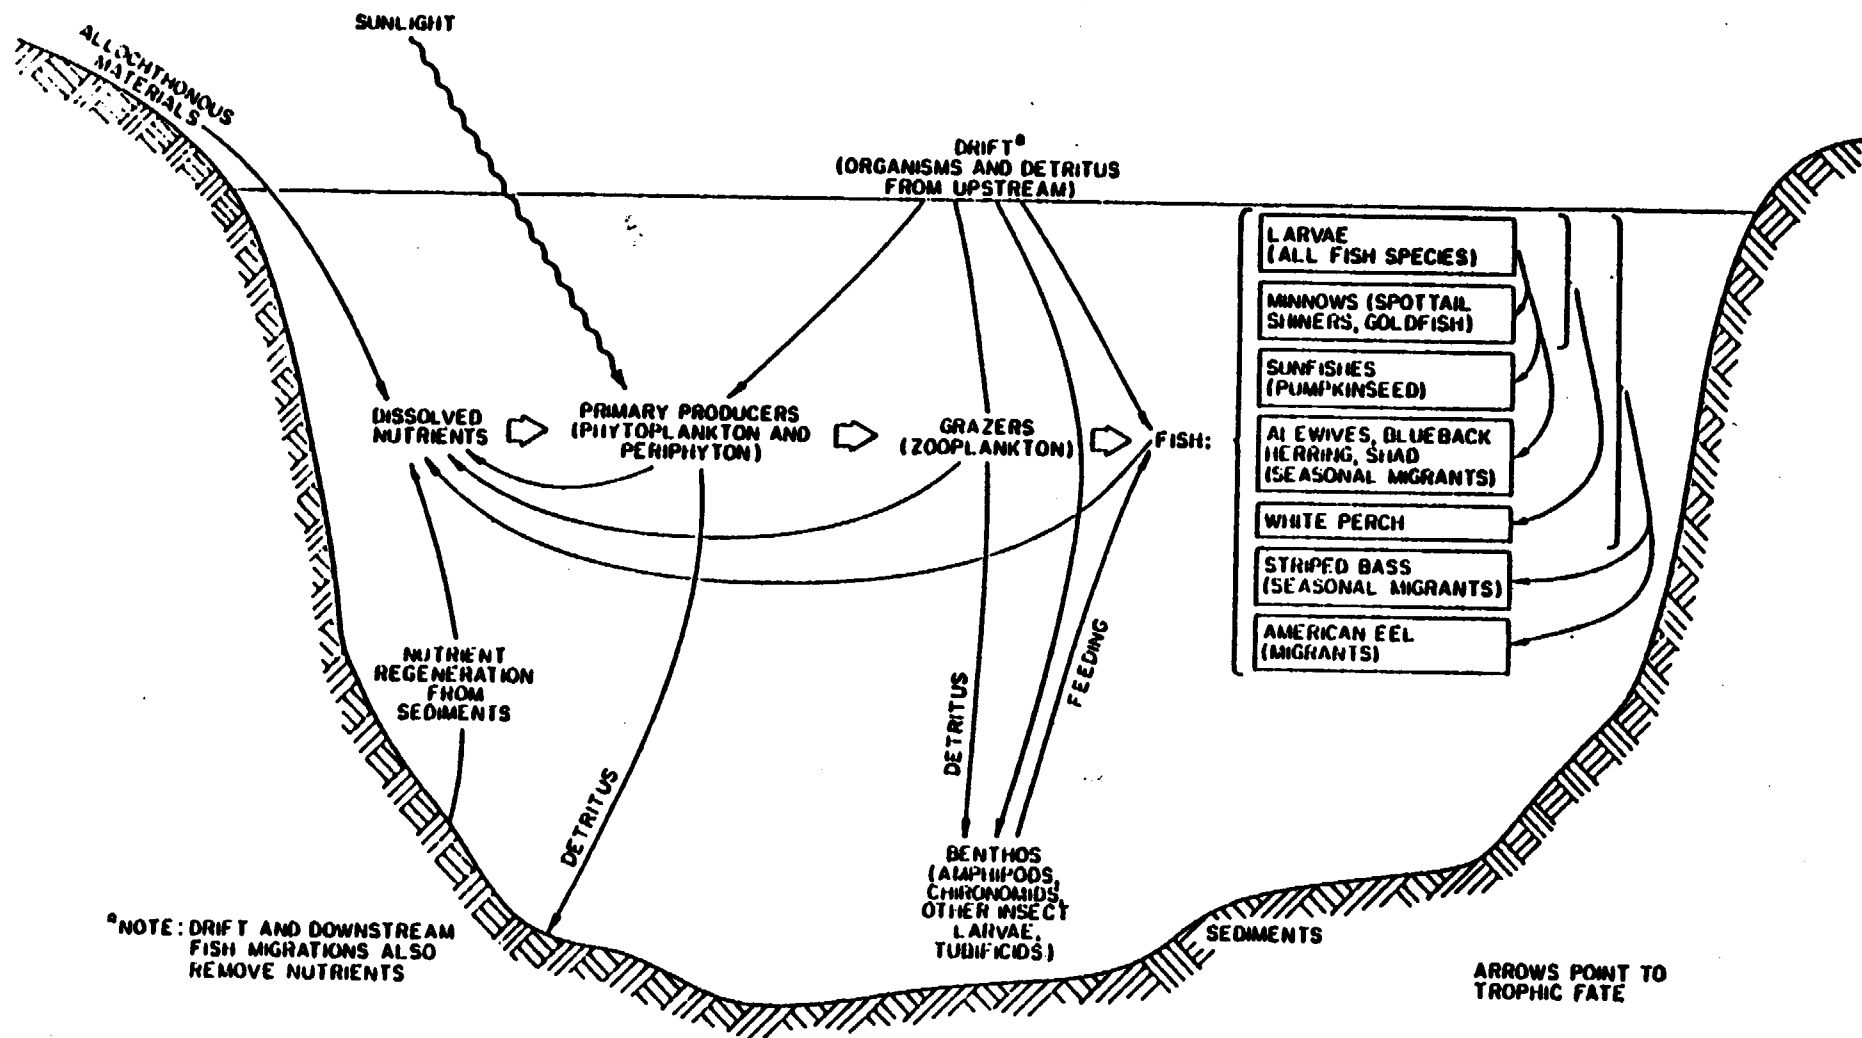 SUNLIGHT
ALLOCHTHONOUS
MATERIALS
DRIFT a
(ORGANISMS AND DETRITUS
FROM UPSTREAM)
DISSOLVED
NUTRIENTS
PRIMARY PRODUCERS
(PHYTOPLANKTON AND
PERIPHYTON)
GRAZERS
(ZOOPLANKTON)
FISH:
LARVAE
(ALL FISH SPECIES)
MINNOWS (SPOTTAIL
SHINERS, GOLDFISH)
SUNFISHES
(PUMPKINSEED)
ALEWIVES, BLUEBACK
HERRING, SHAD
(SEASONAL MIGRANTS)
WHITE PERCH
STRIPED BASS
(SEASONAL MIGRANTS)
AMERICAN EEL
(MIGRANTS)
NUTRIENT
REGENERATION
FROM
SEDIMENTS
DETRITUS
DETRITUS
FEEDING
BENTHOS
(AMPHIPODS,
CHIRONOMIDS,
OTHER INSECT
LARVAE,
TUBIFICIDS)
SEDIMENTS
a NOTE: DRIFT AND DOWNSTREAM
FISH MIGRATIONS ALSO
REMOVE NUTRIENTS
ARROWS POINT TO
TROPHIC FATE